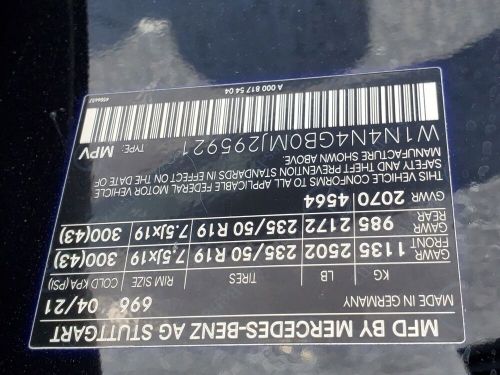 MFD BY MERCEDES-BENZ AG STUTTGART
MADE IN GERMANY 696 04/21
KG LB TIRES RIM SIZE COLD KPA (PSI)
GAWR FRONT 1135 2502 235/50 R19 7.5Jx19 300(43)
GAWR REAR 985 2172 235/50 R19 7.5Jx19 300(43)
GVWR 2070 4564
THIS VEHICLE CONFORMS TO ALL APPLICABLE FEDERAL MOTOR VEHICLE
SAFETY AND THEFT PREVENTION STANDARDS IN EFFECT ON THE DATE OF
MANUFACTURE SHOWN ABOVE.
W1N4N4GB0MJ295921 TYPE: MPV
A 000 817 54 04